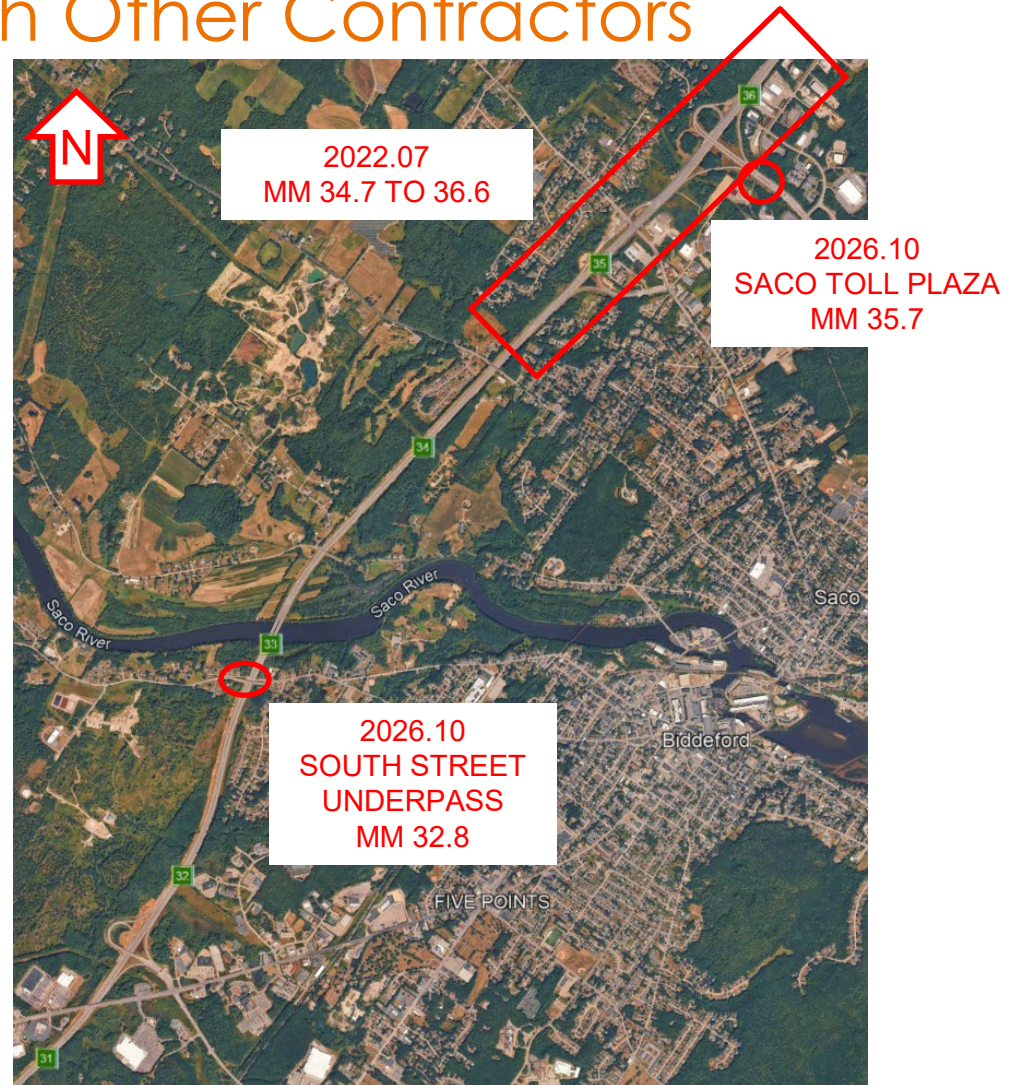 h Other Contractors
N
2022.07
MM 34.7 TO 36.6
36
2026.10
SACO TOLL PLAZA
MM 35.7
35
34
Saco River
Saco River
Saco
33
2026.10
SOUTH STREET
UNDERPASS
MM 32.8
Biddeford
32
FIVE POINTS
31